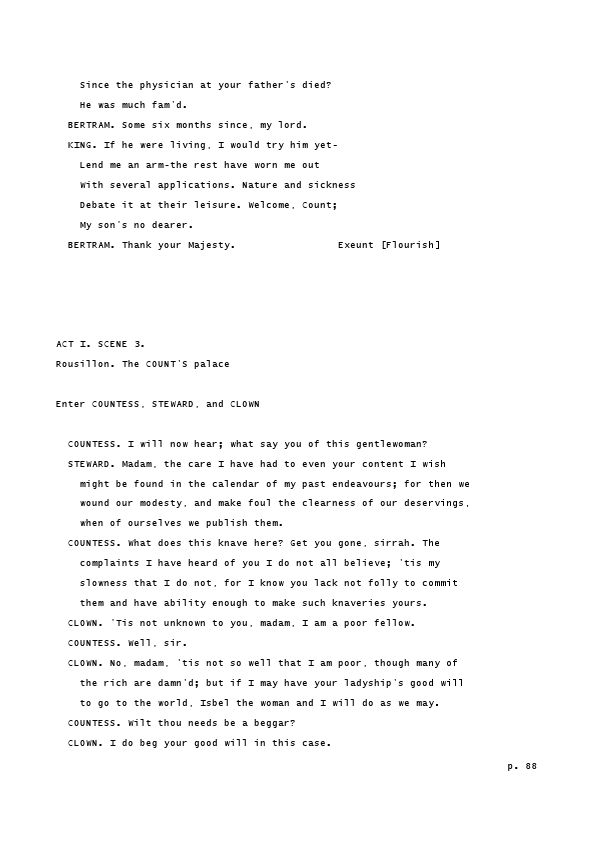 Since the physician at your father's died?
He was much fam'd.
BERTRAM. Some six months since, my lord.
KING. If he were living, I would try him yet-
Lend me an arm-the rest have worn me out
With several applications. Nature and sickness
Debate it at their leisure. Welcome, Count;
My son's no dearer.
BERTRAM. Thank your Majesty. Exeunt [Flourish]
ACT I. SCENE 3.
Rousillon. The COUNT'S palace
Enter COUNTESS, STEWARD, and CLOWN
COUNTESS. I will now hear; what say you of this gentlewoman?
STEWARD. Madam, the care I have had to even your content I wish
might be found in the calendar of my past endeavours; for then we
wound our modesty, and make foul the clearness of our deservings,
when of ourselves we publish them.
COUNTESS. What does this knave here? Get you gone, sirrah. The
complaints I have heard of you I do not all believe; 'tis my
slowness that I do not, for I know you lack not folly to commit
them and have ability enough to make such knaveries yours.
CLOWN. 'Tis not unknown to you, madam, I am a poor fellow.
COUNTESS. Well, sir.
CLOWN. No, madam, 'tis not so well that I am poor, though many of
the rich are damn'd; but if I may have your ladyship's good will
to go to the world, Isbel the woman and I will do as we may.
COUNTESS. Wilt thou needs be a beggar?
CLOWN. I do beg your good will in this case.
p. 88